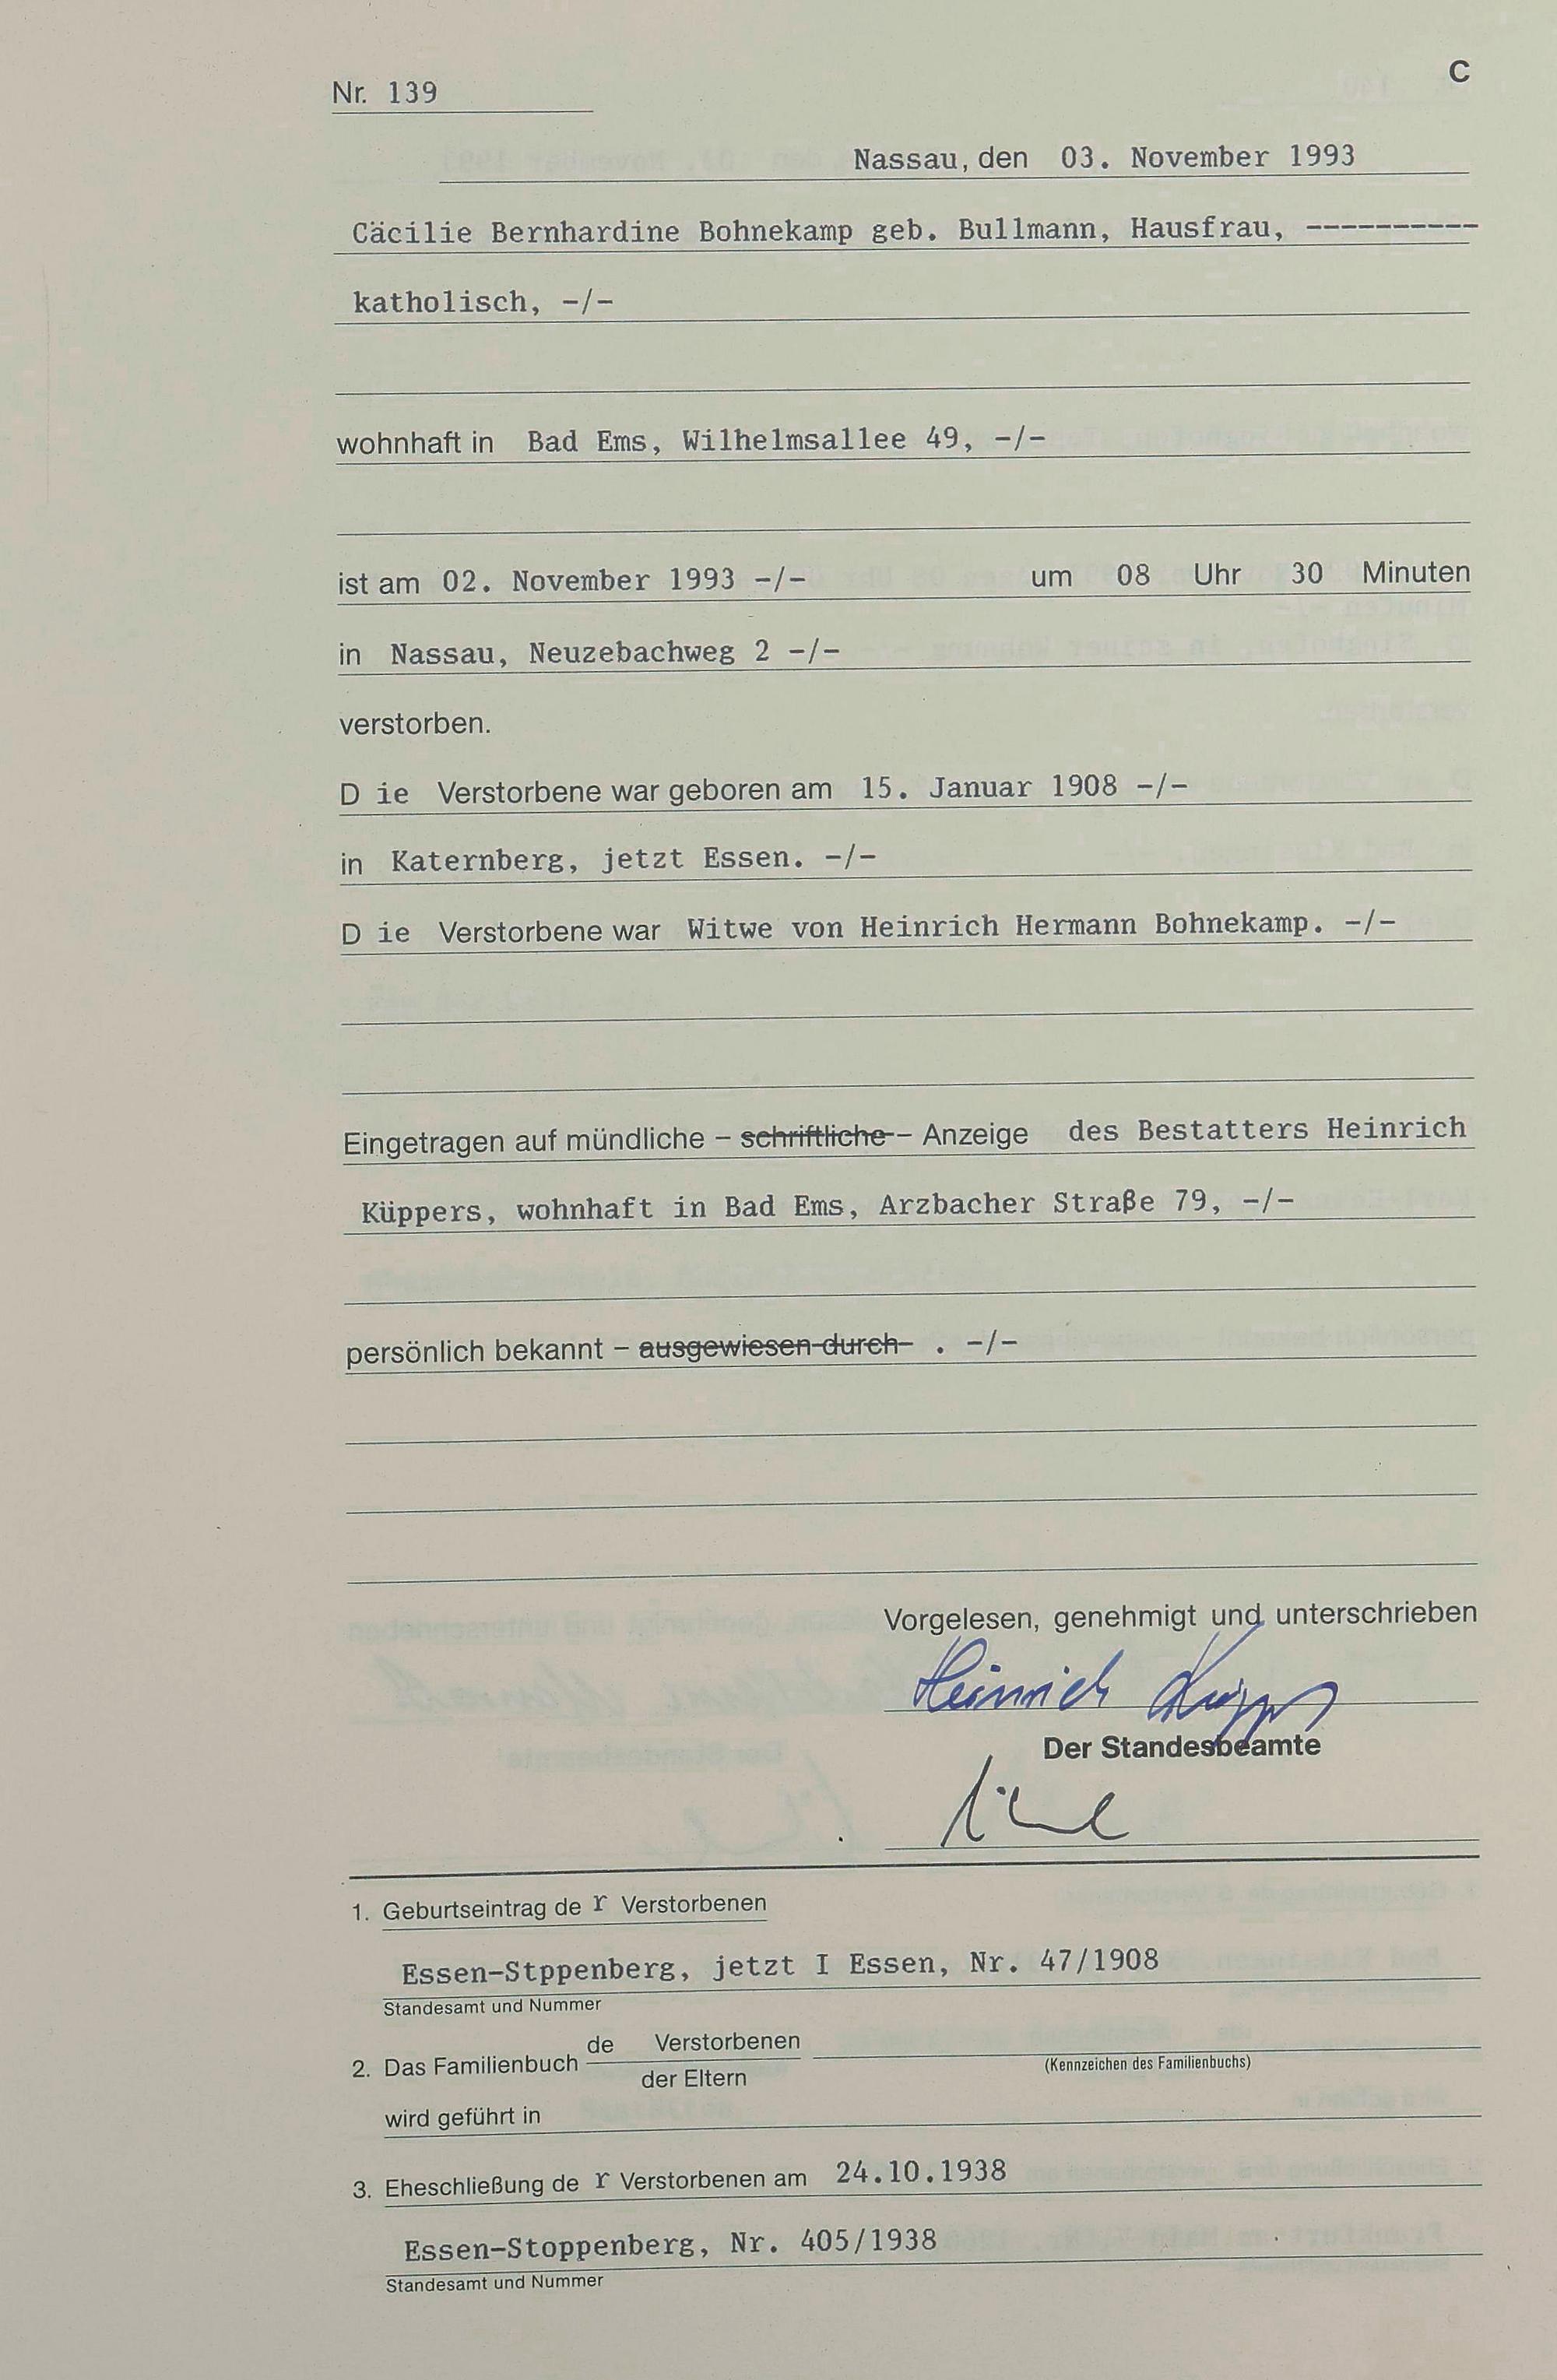 C
Nr. 139
Nassau, den 03. November 1993
Cäcilie Bernhardine Bohnekamp geb. Bullmann, Hausfrau, ----------
katholisch, -/-
wohnhaft in Bad Ems, Wilhelmsallee 49, -/-
ist am 02. November 1993 -/- um 08 Uhr 30 Minuten
in Nassau, Neuzebachweg 2 -/-
verstorben.
D ie Verstorbene war geboren am 15. Januar 1908 -/-
in Katernberg, jetzt Essen. -/-
D ie Verstorbene war Witwe von Heinrich Hermann Bohnekamp. -/-
Eingetragen auf mündliche – schriftliche – Anzeige des Bestatters Heinrich
Küppers, wohnhaft in Bad Ems, Arzbacher Straße 79, -/-
persönlich bekannt – ausgewiesen durch . -/-
Vorgelesen, genehmigt und unterschrieben
Heinrich Küppers
Der Standesbeamte
1. Geburtseintrag de r Verstorbenen
Essen-Stppenberg, jetzt I Essen, Nr. 47/1908
Standesamt und Nummer
2. Das Familienbuch de Verstorbenen
der Eltern
(Kennzeichen des Familienbuchs)
wird geführt in
3. Eheschließung de r Verstorbenen am 24.10.1938
Essen-Stoppenberg, Nr. 405/1938
Standesamt und Nummer